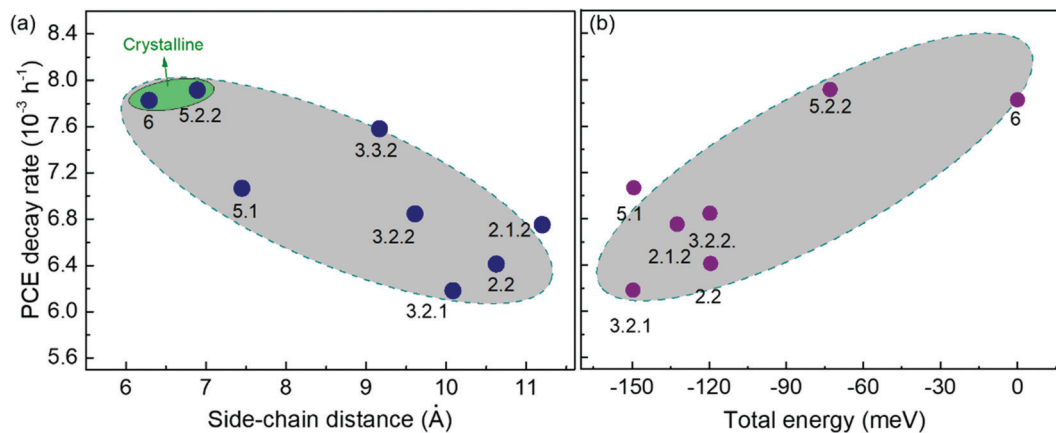 (a)
Crystalline
6
5.2.2
3.3.2
5.1
3.2.2
2.1.2
2.2
3.2.1
8.4
8.0
7.6
7.2
6.8
6.4
6.0
5.6
PCE decay rate (10⁻³ h⁻¹)
6 7 8 9 10 11
Side-chain distance (Å)
(b)
5.2.2
6
5.1
2.1.2
3.2.2.
2.2
3.2.1
-150 -120 -90 -60 -30 0
Total energy (meV)